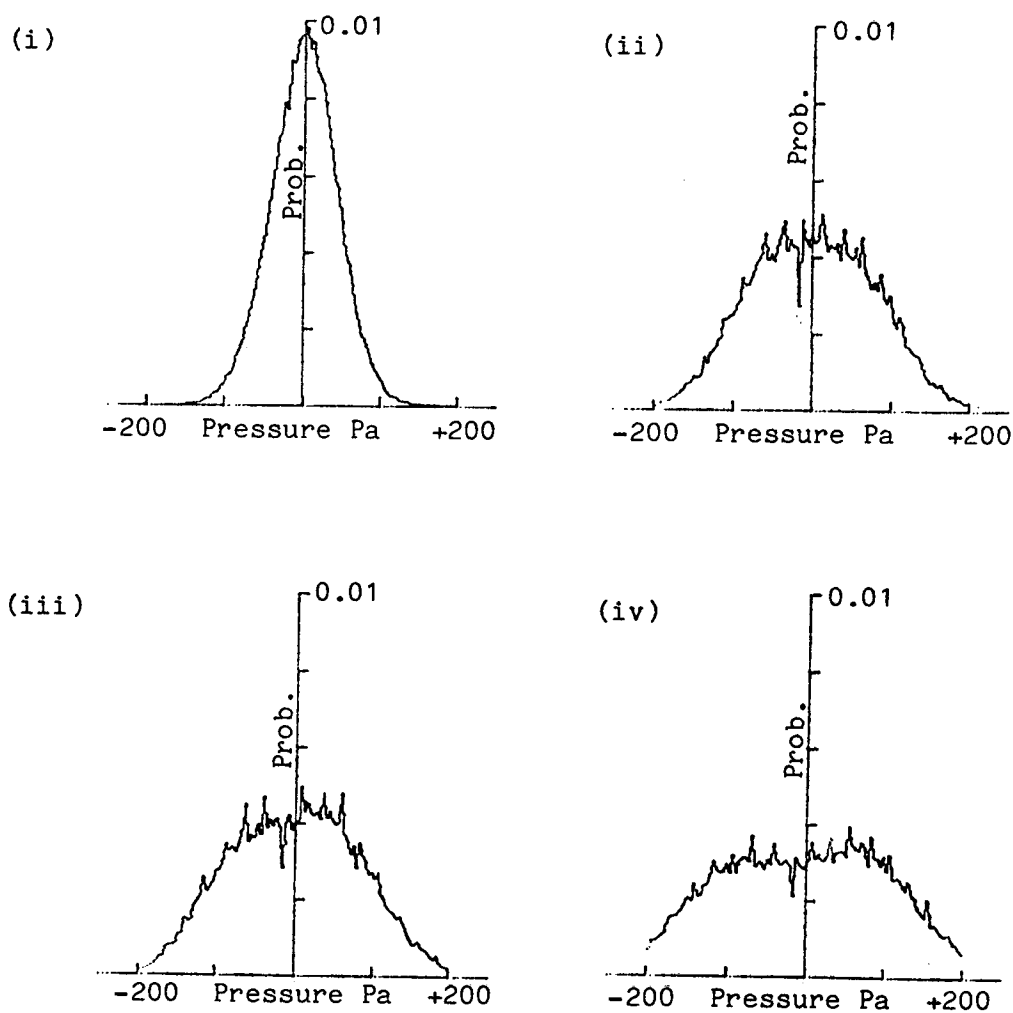 (i)
0.01
Prob.
-200 Pressure Pa +200
(ii)
0.01
Prob.
-200 Pressure Pa +200
(iii)
0.01
Prob.
-200 Pressure Pa +200
(iv)
0.01
Prob.
-200 Pressure Pa +200